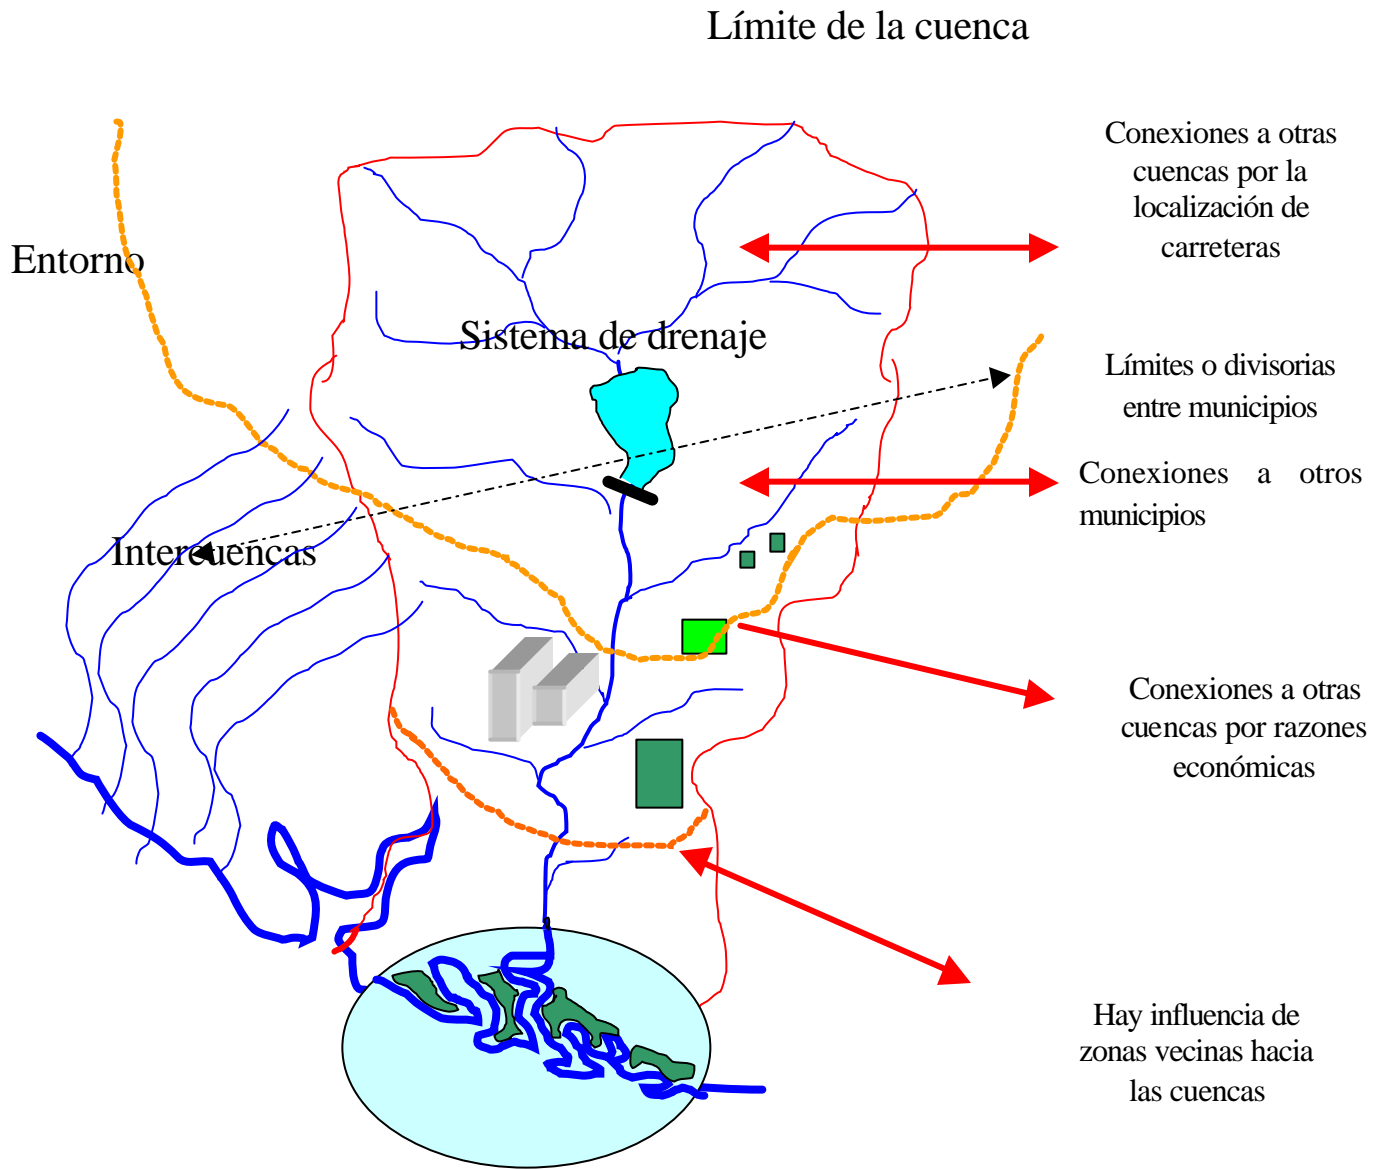 Límite de la cuenca
Conexiones a otras
cuencas por la
localización de
carreteras
Entorno
Sistema de drenaje
Límites o divisorias
entre municipios
Conexiones a otros
municipios
Intercuencas
Conexiones a otras
cuencas por razones
económicas
Hay influencia de
zonas vecinas hacia
las cuencas